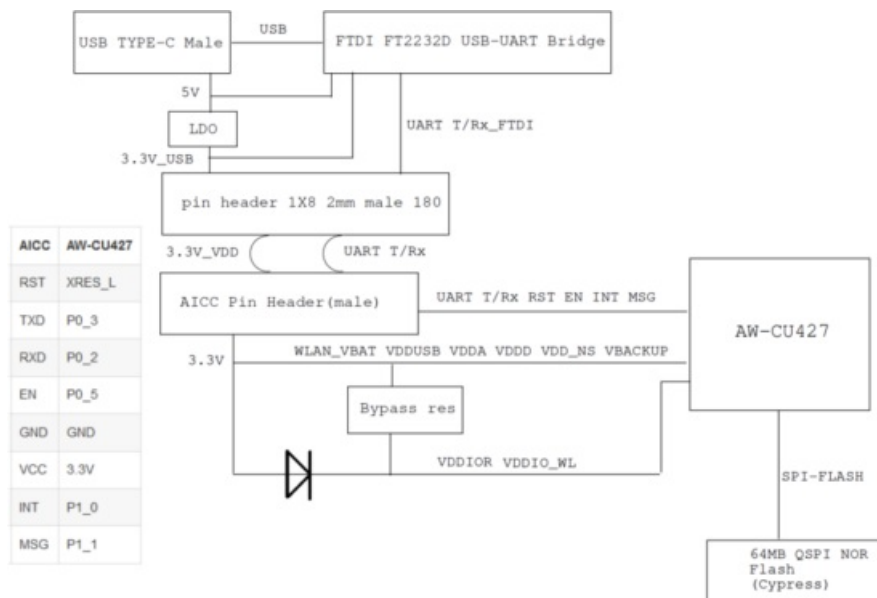 USB TYPE-C Male
USB
FTDI FT2232D USB-UART Bridge
5V
LDO
UART T/Rx_FTDI
3.3V_USB
pin header 1X8 2mm male 180
3.3V_VDD
UART T/Rx
AICC Pin Header(male)
UART T/Rx RST EN INT MSG
AW-CU427
3.3V
WLAN_VBAT VDDUSB VDDA VDDD VDD_NS VBACKUP
Bypass res
VDDIOR VDDIO_WL
SPI-FLASH
64MB QSPI NOR
Flash
(Cypress)
AICC AW-CU427
RST XRES_L
TXD P0_3
RXD P0_2
EN P0_5
GND GND
VCC 3.3V
INT P1_0
MSG P1_1